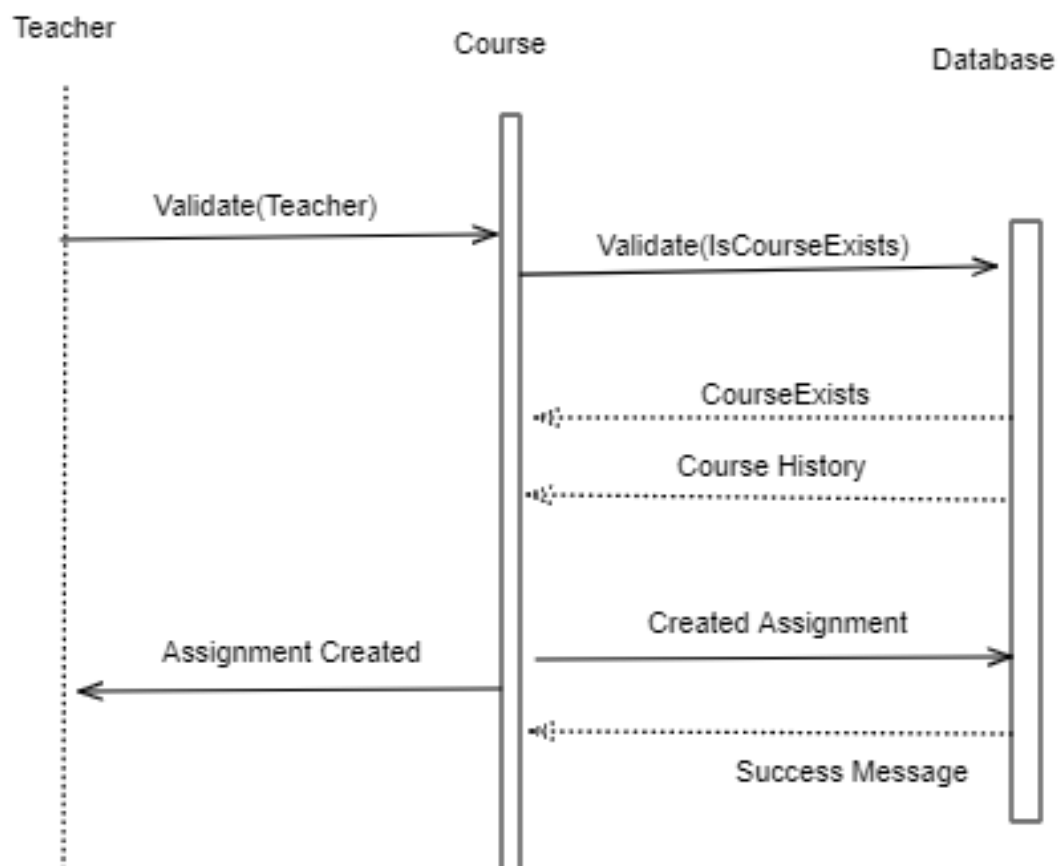 Teacher
Course
Database
Validate(Teacher)
Validate(IsCourseExists)
CourseExists
Course History
Created Assignment
Assignment Created
Success Message